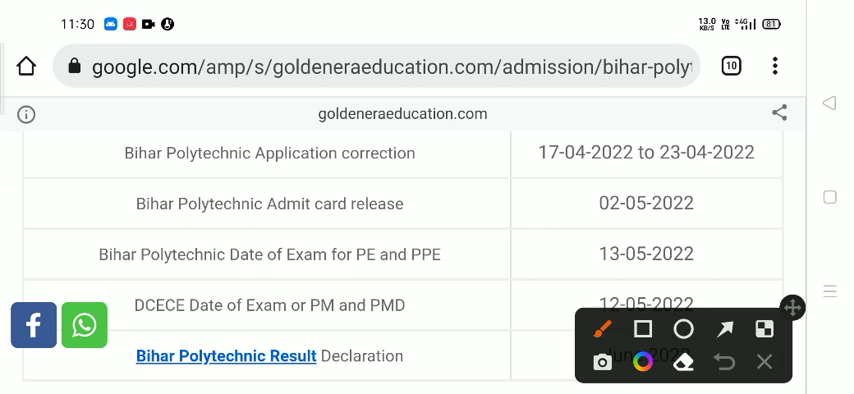 11:30 13.0 KB/S Vo LTE 4G 81
google.com/amp/s/goldeneraeducation.com/admission/bihar-poly 10
goldeneraeducation.com
Bihar Polytechnic Application correction 17-04-2022 to 23-04-2022
Bihar Polytechnic Admit card release 02-05-2022
Bihar Polytechnic Date of Exam for PE and PPE 13-05-2022
DCECE Date of Exam or PM and PMD 12-05-2022
Bihar Polytechnic Result Declaration